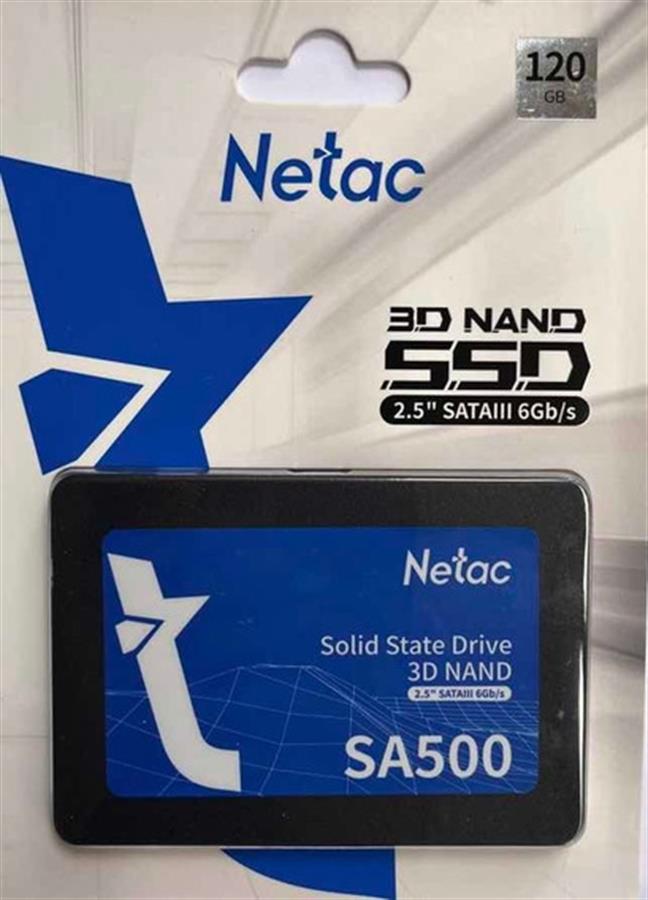 120
GB
Netac
3D NAND
SSD
2.5" SATAIII 6Gb/s
Netac
Solid State Drive
3D NAND
2.5" SATAIII 6Gb/s
SA500